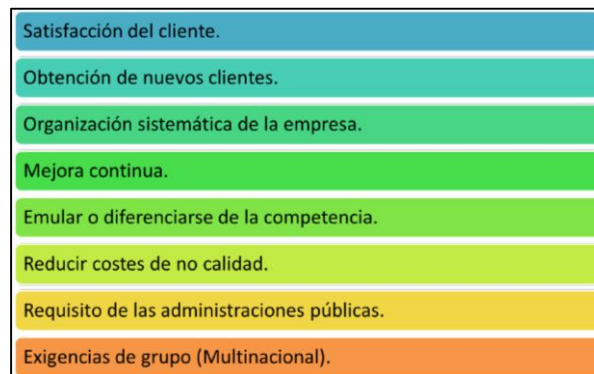 Satisfacción del cliente.
Obtención de nuevos clientes.
Organización sistemática de la empresa.
Mejora continua.
Emular o diferenciarse de la competencia.
Reducir costes de no calidad.
Requisito de las administraciones públicas.
Exigencias de grupo (Multinacional).